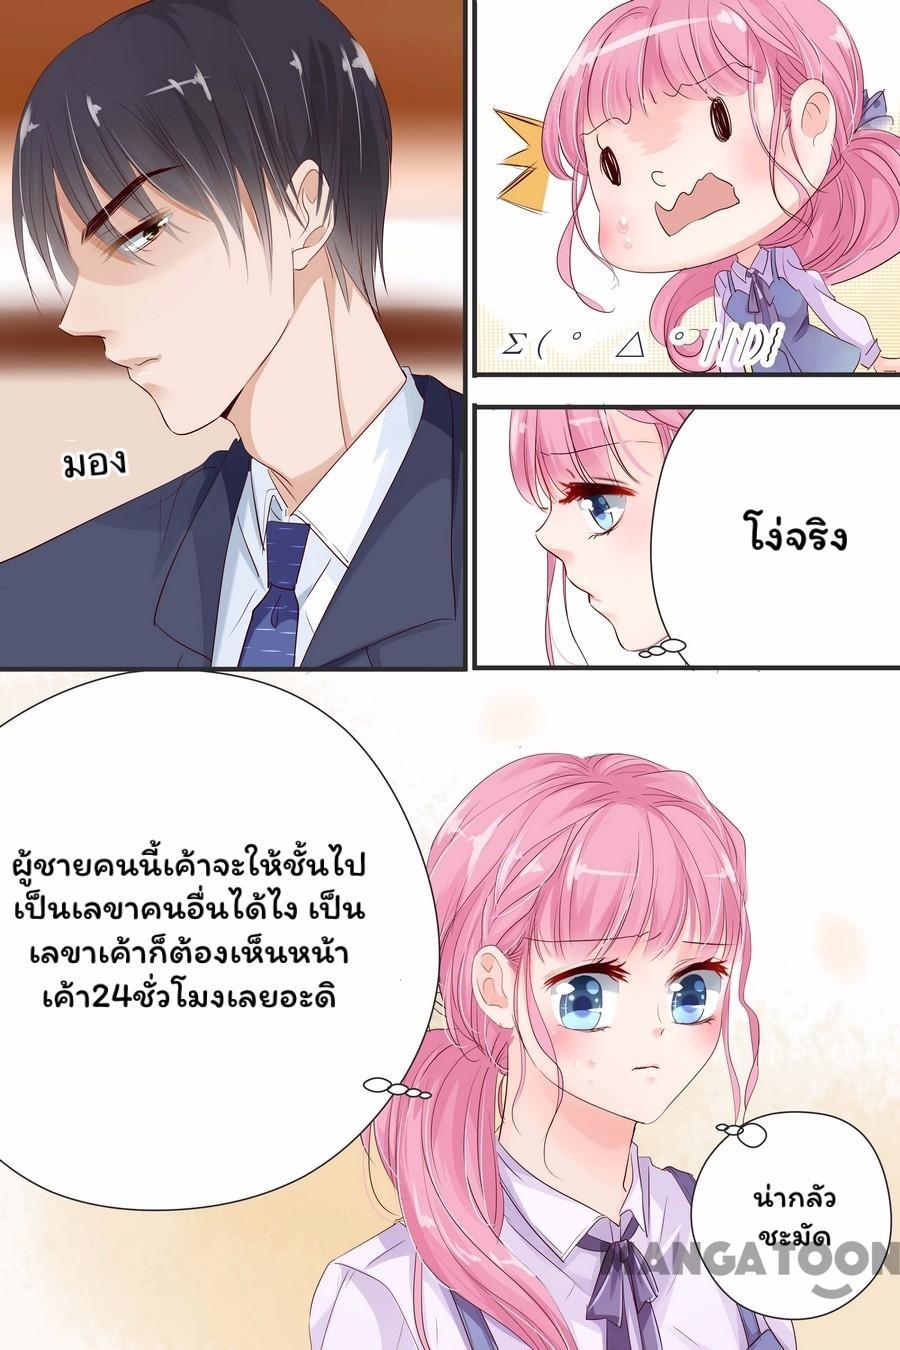 มอง
Σ( ° △ °|||)︴
โง่จริง
ผู้ชายคนนี้เค้าจะให้ชั้นไป
เป็นเลขาคนอื่นได้ไง เป็น
เลขาเค้าก็ต้องเห็นหน้า
เค้า24ชั่วโมงเลยอะดิ
น่ากลัว
ชะมัด
MANGATOON